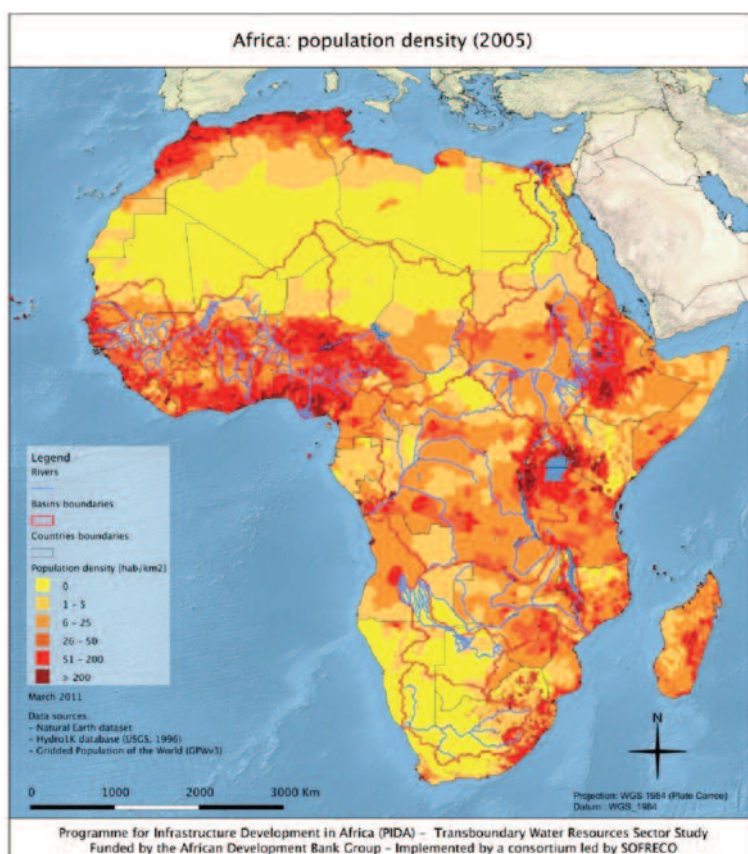 Africa: population density (2005)
Legend
Rivers
Basins boundaries
Countries boundaries
Population density [hab/km2]
0
1 - 5
6 - 25
26 - 50
51 - 200
> 200
March 2011
Data sources:
- Natural Earth dataset
- Hydro1K database (USGS, 1996)
- Gridded Population of the World (GPWv3)
0 1000 2000 3000 Km
N
Projection: WGS 1984 (Plate Carree)
Datum : WGS_1984
Programme for Infrastructure Development in Africa (PIDA) - Transboundary Water Resources Sector Study
Funded by the African Development Bank Group - Implemented by a consortium led by SOFRECO